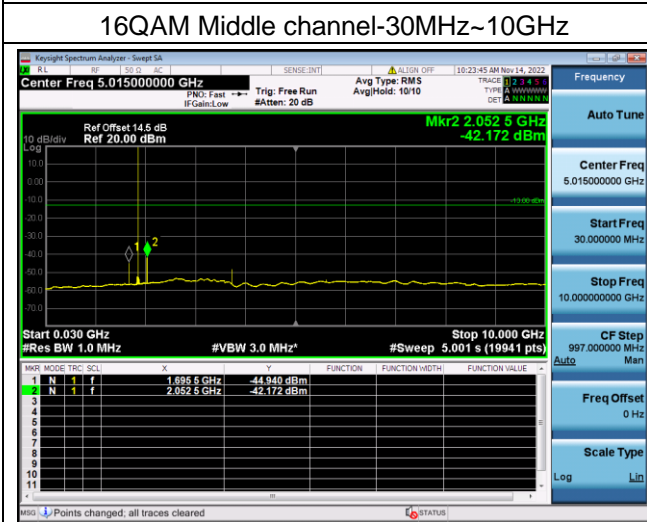 16QAM Middle channel-30MHz~10GHz
Keysight Spectrum Analyzer - Swept SA
RL RF 50 Ω AC SENSE:INT ALIGN OFF 10:23:45 AM Nov 14, 2022
Center Freq 5.015000000 GHz
PNO: Fast
IFGain:Low
Trig: Free Run
#Atten: 20 dB
Avg Type: RMS
Avg|Hold: 10/10
TRACE 1 2 3 4 5 6
TYPE A WWWWW
DET A N N N N N
Frequency
Auto Tune
Center Freq
5.015000000 GHz
Start Freq
30.000000 MHz
Stop Freq
10.000000000 GHz
CF Step
997.000000 MHz
Auto Man
Freq Offset
0 Hz
Scale Type
Log Lin
Mkr2 2.052 5 GHz
-42.172 dBm
Ref Offset 14.5 dB
10 dB/div Ref 20.00 dBm
Log
10.0
0.00
-10.0
-13.00 dBm
-20.0
-30.0
-40.0
-50.0
-60.0
-70.0
1
2
Start 0.030 GHz Stop 10.000 GHz
#Res BW 1.0 MHz #VBW 3.0 MHz* #Sweep 5.001 s (19941 pts)
MKR MODE TRC SCL X Y FUNCTION FUNCTION WIDTH FUNCTION VALUE
1 N 1 f 1.695 5 GHz -44.940 dBm
2 N 1 f 2.052 5 GHz -42.172 dBm
3
4
5
6
7
8
9
10
11
MSG Points changed; all traces cleared STATUS